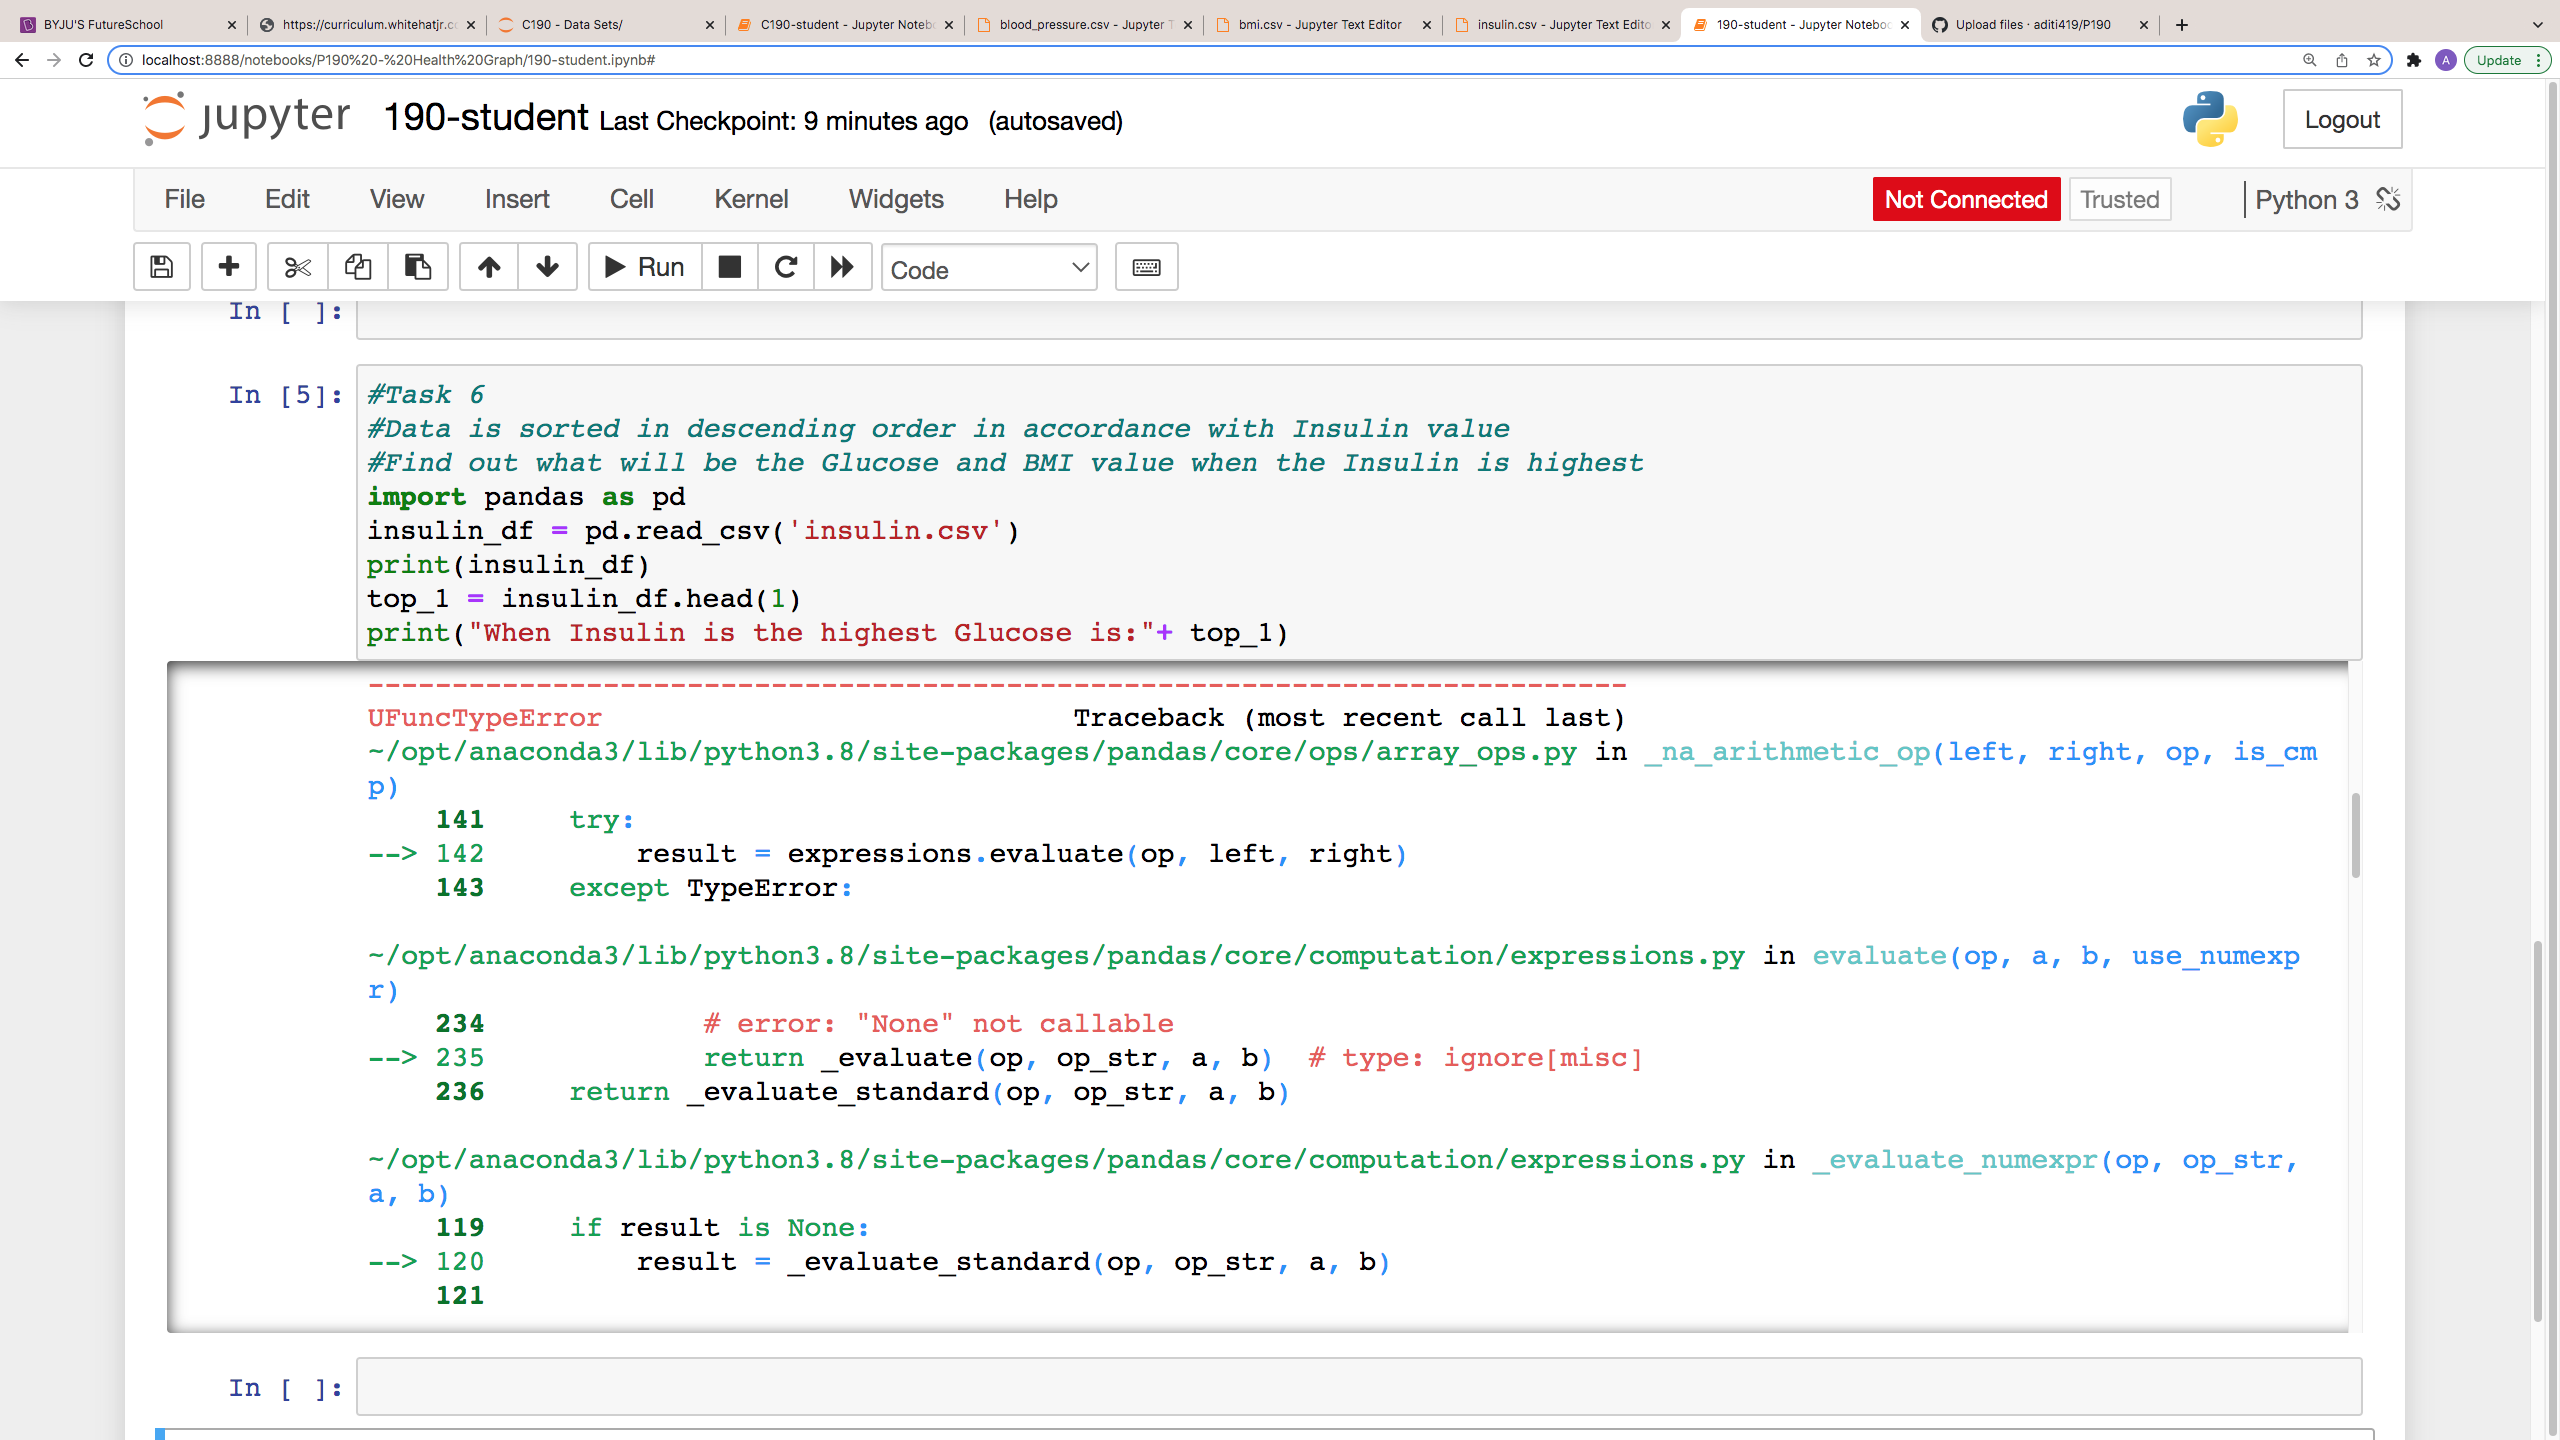 BYJU'S FutureSchool
https://curriculum.whitehatjr.c
C190 - Data Sets/
C190-student - Jupyter Noteb
blood_pressure.csv - Jupyter T
bmi.csv - Jupyter Text Editor
insulin.csv - Jupyter Text Edito
190-student - Jupyter Noteboo
Upload files · aditi419/P190
localhost:8888/notebooks/P190%20-%20Health%20Graph/190-student.ipynb#
A
Update
jupyter 190-student Last Checkpoint: 9 minutes ago (autosaved)
Logout
File Edit View Insert Cell Kernel Widgets Help
Not Connected Trusted Python 3
Run Code
In [ ]:
In [5]:
#Task 6
#Data is sorted in descending order in accordance with Insulin value
#Find out what will be the Glucose and BMI value when the Insulin is highest
import pandas as pd
insulin_df = pd.read_csv('insulin.csv')
print(insulin_df)
top_1 = insulin_df.head(1)
print("When Insulin is the highest Glucose is:"+ top_1)
---------------------------------------------------------------------------
UFuncTypeError Traceback (most recent call last)
~/opt/anaconda3/lib/python3.8/site-packages/pandas/core/ops/array_ops.py in _na_arithmetic_op(left, right, op, is_cm
p)
141 try:
--> 142 result = expressions.evaluate(op, left, right)
143 except TypeError:
~/opt/anaconda3/lib/python3.8/site-packages/pandas/core/computation/expressions.py in evaluate(op, a, b, use_numexp
r)
234 # error: "None" not callable
--> 235 return _evaluate(op, op_str, a, b) # type: ignore[misc]
236 return _evaluate_standard(op, op_str, a, b)
~/opt/anaconda3/lib/python3.8/site-packages/pandas/core/computation/expressions.py in _evaluate_numexpr(op, op_str,
a, b)
119 if result is None:
--> 120 result = _evaluate_standard(op, op_str, a, b)
121
In [ ]: